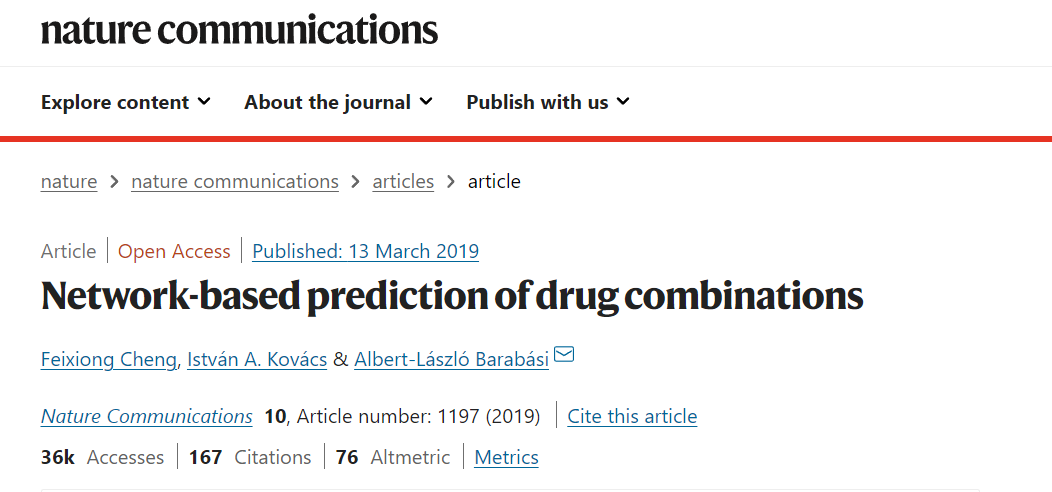 nature communications
Explore content About the journal Publish with us
nature > nature communications > articles > article
Article | Open Access | Published: 13 March 2019
Network-based prediction of drug combinations
Feixiong Cheng, István A. Kovács & Albert-László Barabási
Nature Communications 10, Article number: 1197 (2019) | Cite this article
36k Accesses | 167 Citations | 76 Altmetric | Metrics